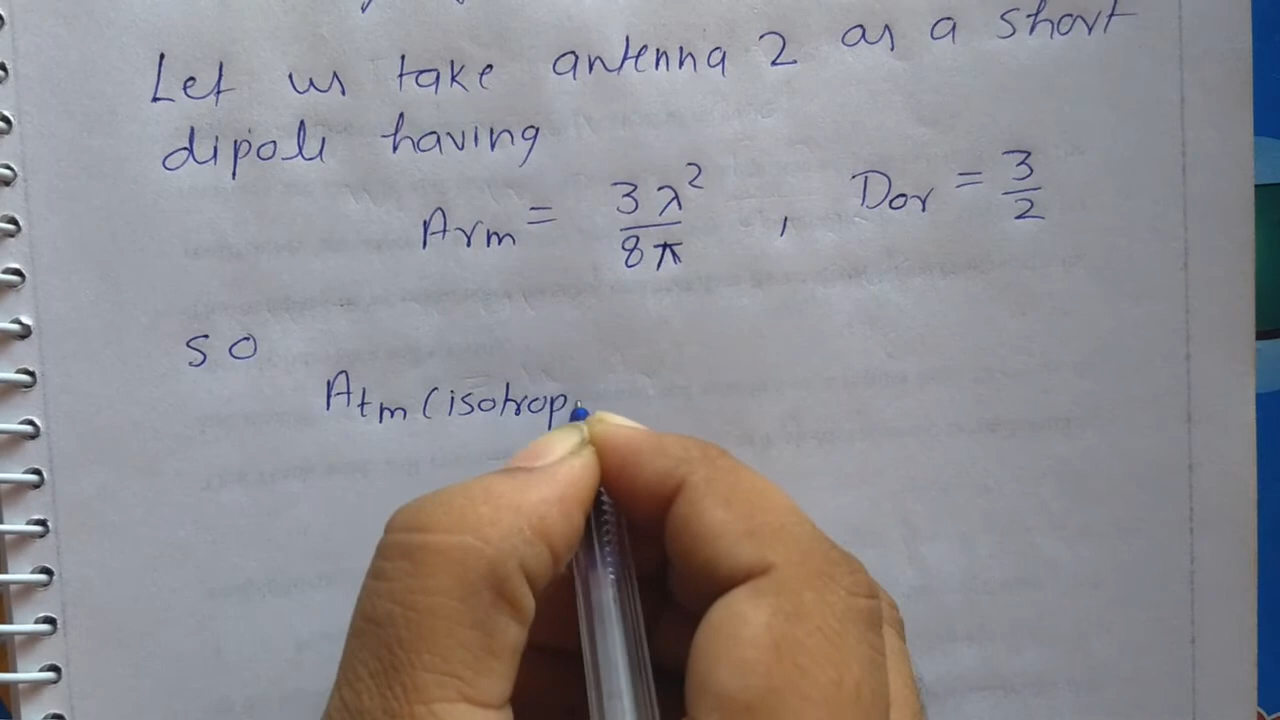 Let us take antenna 2 as a short
dipole having
Arm = 3λ²/8π , Dor = 3/2
so
Atm (isotrop